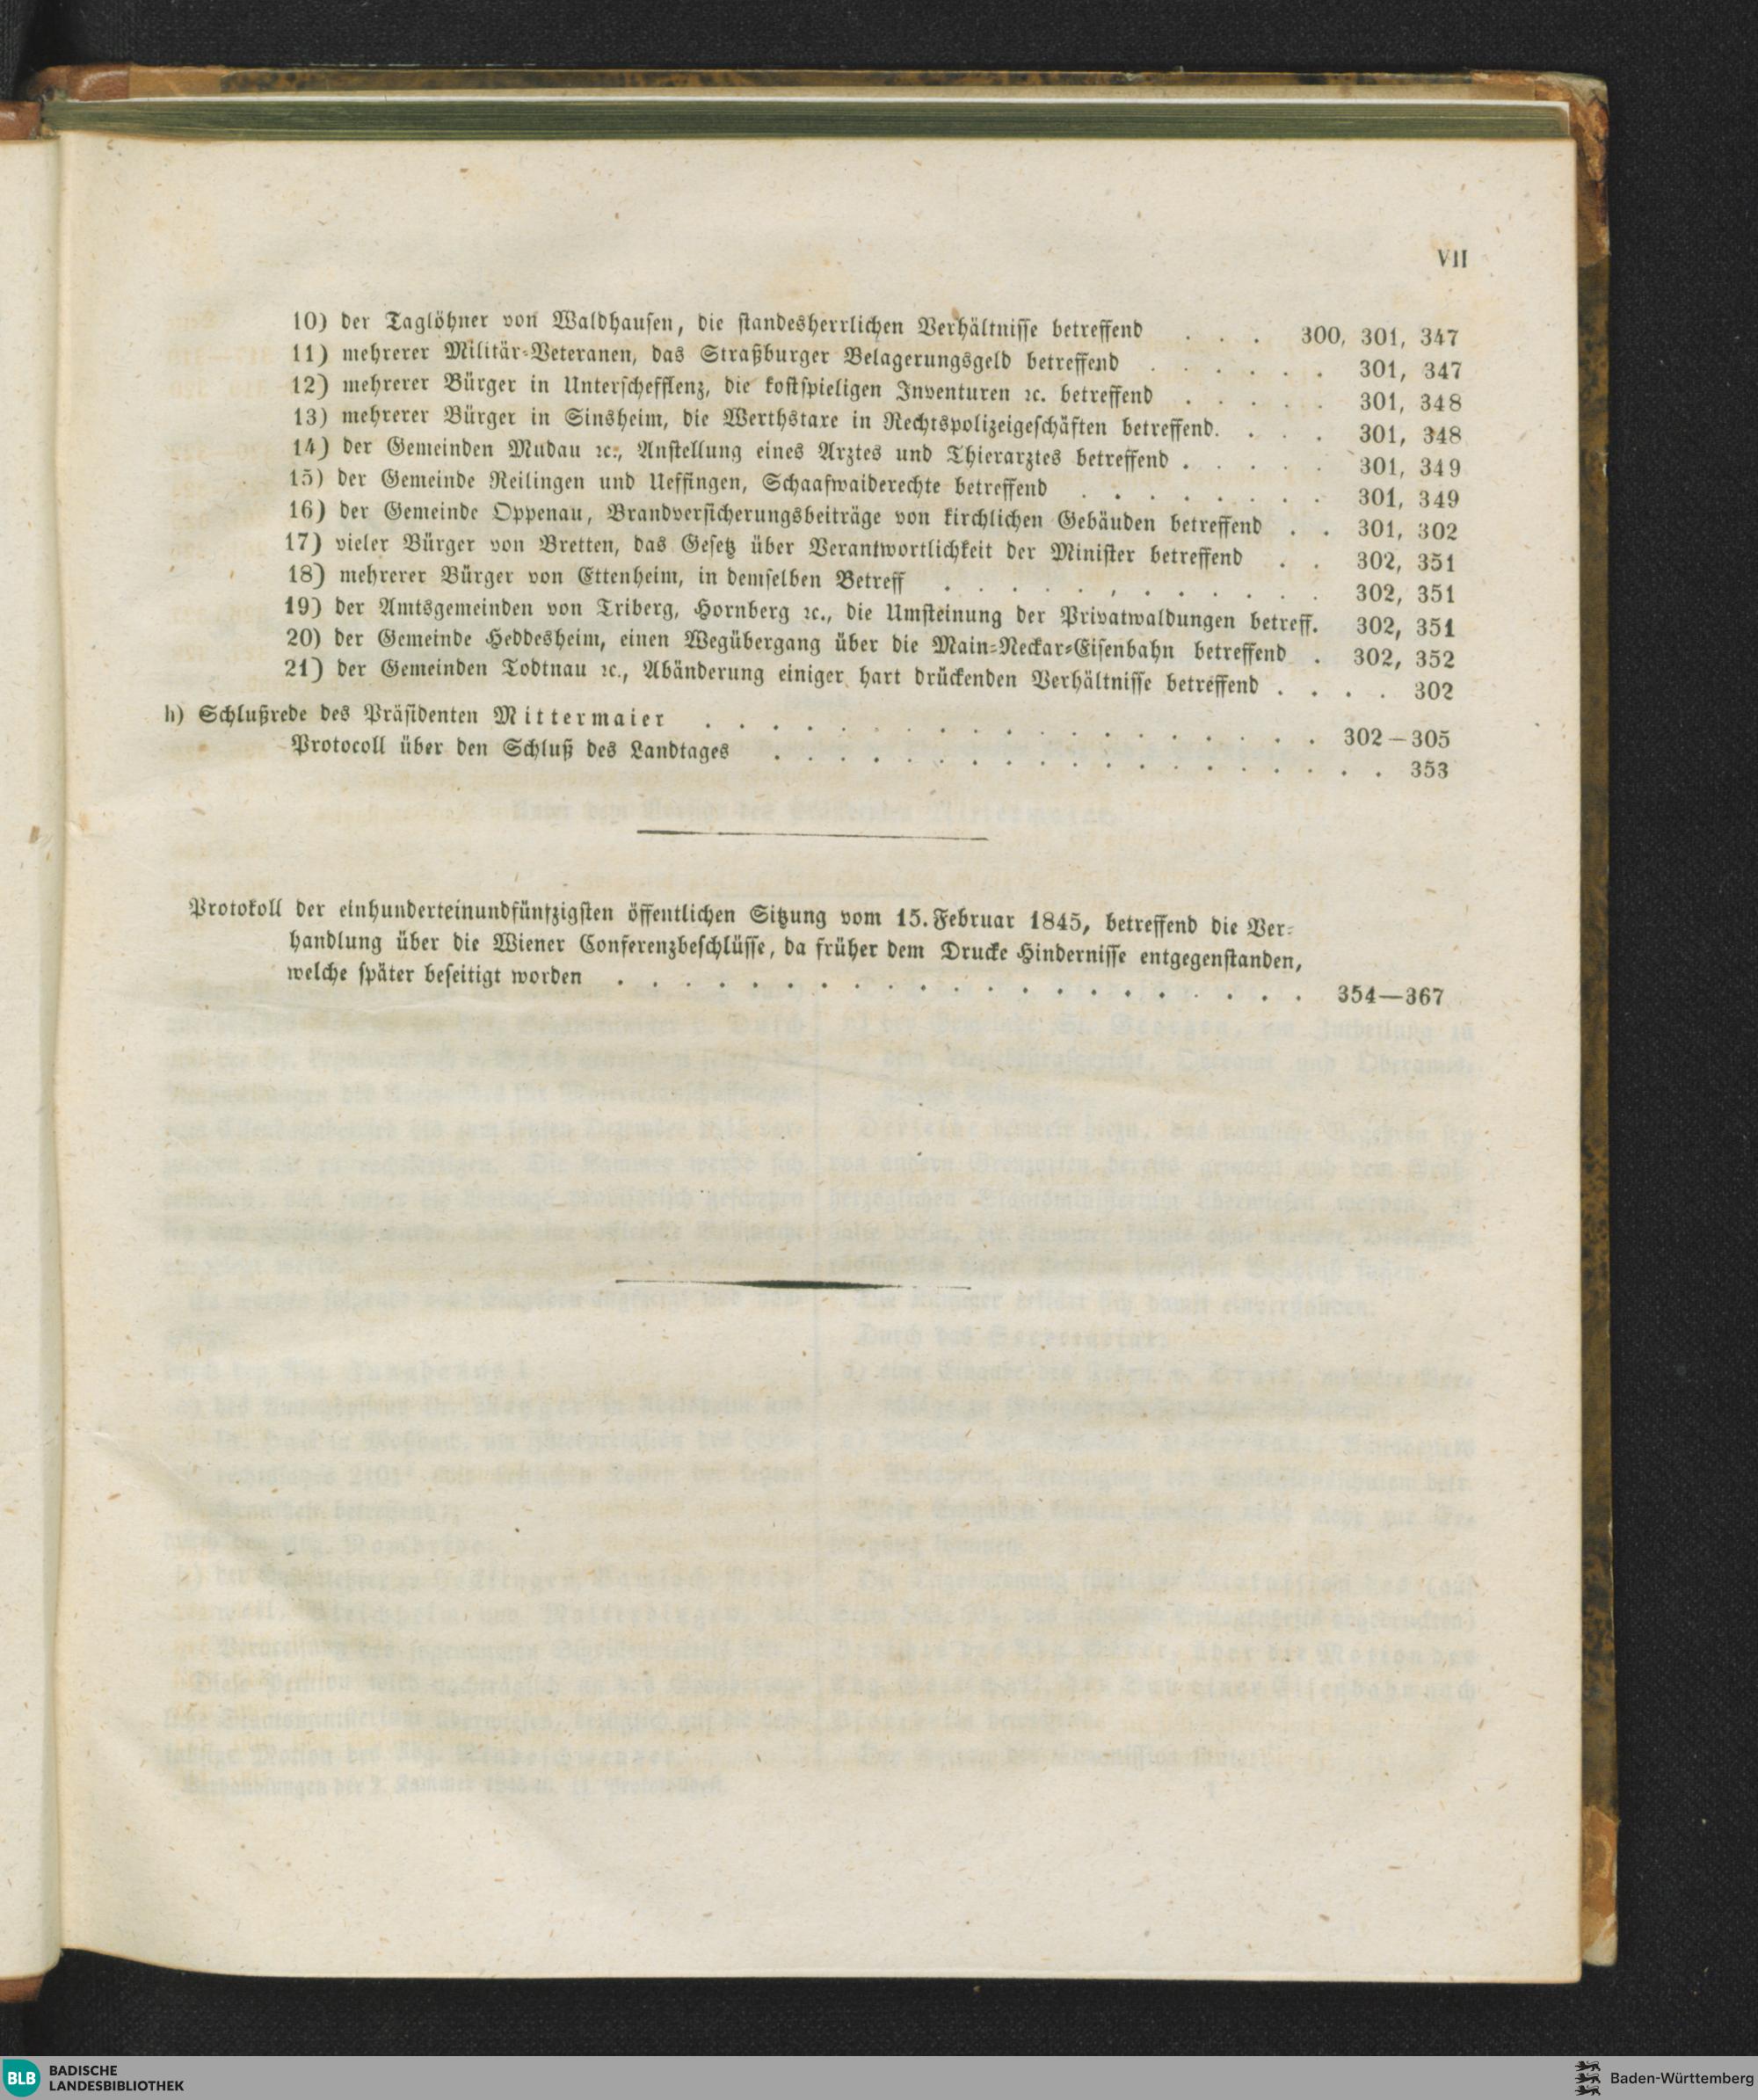 VII
10) der Taglöhner von Waldhausen, die standesherrlichen Verhältnisse betreffend . . . 300, 301, 347
11) mehrerer Militär-Veteranen, das Straßburger Belagerungsgeld betreffend . . . . . . 301, 347
12) mehrerer Bürger in Unterschefflenz, die kostspieligen Inventuren ꝛc. betreffend . . . . . 301, 348
13) mehrerer Bürger in Sinsheim, die Werthstaxe in Rechtspolizeigeschäften betreffend. . . . 301, 348
14) der Gemeinden Mudau ꝛc., Anstellung eines Arztes und Thierarztes betreffend . . . . . 301, 349
15) der Gemeinde Reilingen und Ueffingen, Schaafwaiderechte betreffend . . . . . . . . 301, 349
16) der Gemeinde Oppenau, Brandversicherungsbeiträge von kirchlichen Gebäuden betreffend . . 301, 302
17) vieler Bürger von Bretten, das Gesetz über Verantwortlichkeit der Minister betreffend . . 302, 351
18) mehrerer Bürger von Ettenheim, in demselben Betreff . . . . . . . . . . . . 302, 351
19) der Amtsgemeinden von Triberg, Hornberg ꝛc., die Umsteinung der Privatwaldungen betreff. 302, 351
20) der Gemeinde Heddesheim, einen Wegübergang über die Main-Neckar-Eisenbahn betreffend . 302, 352
21) der Gemeinden Todtnau ꝛc., Abänderung einiger hart drückenden Verhältnisse betreffend . . . . 302
h) Schlußrede des Präsidenten Mittermaier . . . . . . . . . . . . . . . . . . . 302–305
Protocoll über den Schluß des Landtages . . . . . . . . . . . . . . . . . . . 353
Protokoll der einhunderteinundfünfzigsten öffentlichen Sitzung vom 15. Februar 1845, betreffend die Ver-
handlung über die Wiener Conferenzbeschlüsse, da früher dem Drucke Hindernisse entgegenstanden,
welche später beseitigt worden . . . . . . . . . . . . . . . . . . . . . 354—367
BLB BADISCHE
LANDESBIBLIOTHEK
Baden-Württemberg